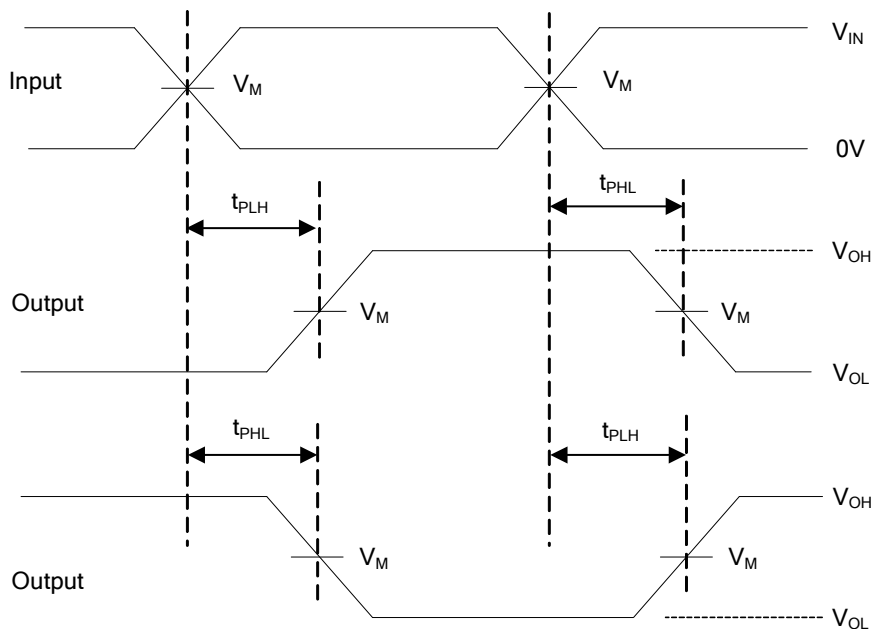 V_IN
Input
V_M
V_M
0V
t_PLH
t_PHL
V_OH
Output
V_M
V_M
V_OL
t_PHL
t_PLH
V_OH
V_M
V_M
Output
V_OL